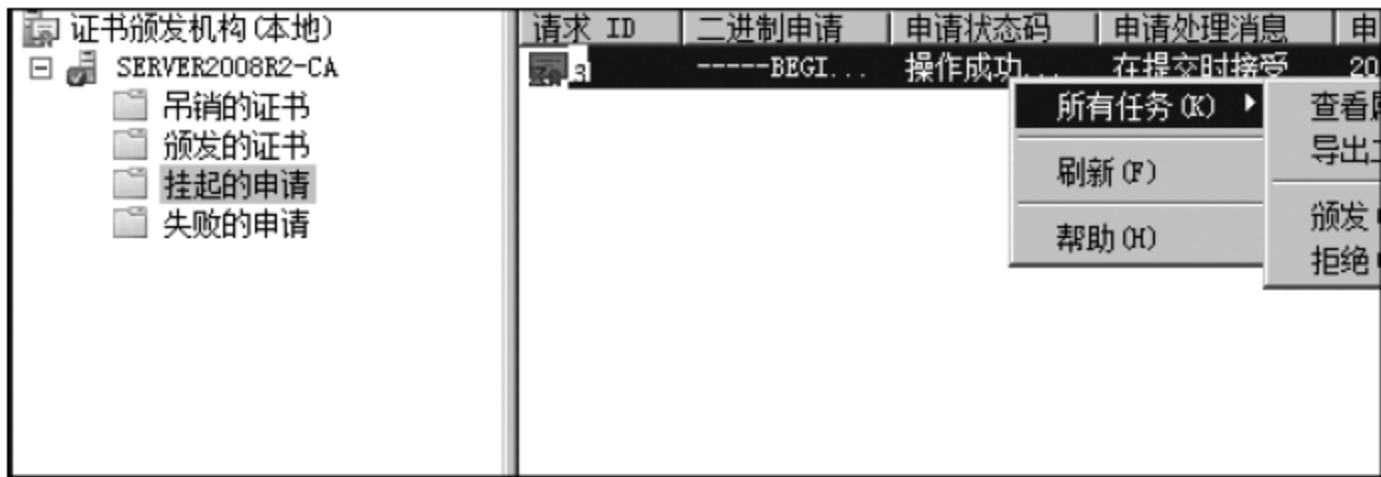 证书颁发机构(本地)
SERVER2008R2-CA
吊销的证书
颁发的证书
挂起的申请
失败的申请
请求 ID 二进制申请 申请状态码 申请处理消息 申
3 -----BEGI... 操作成功... 在提交时接受 20
所有任务(K)
刷新(F)
帮助(H)
查看
导出
颁发
拒绝